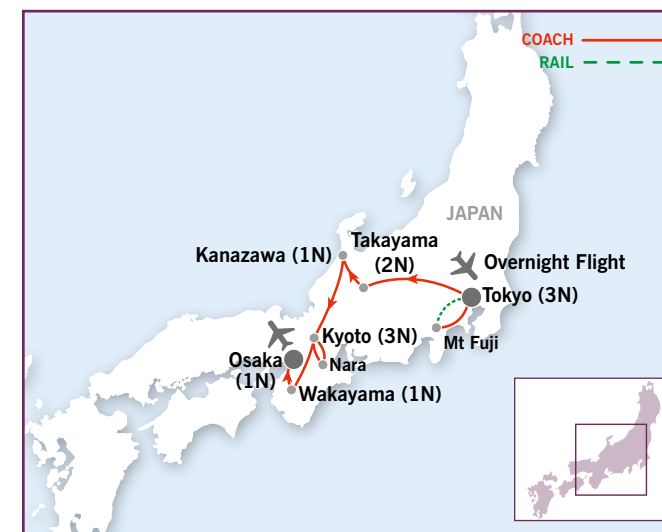 COACH
RAIL
JAPAN
Takayama
(2N)
Kanazawa (1N)
Overnight Flight
Tokyo (3N)
Mt Fuji
Kyoto (3N)
Osaka
(1N)
Nara
Wakayama (1N)